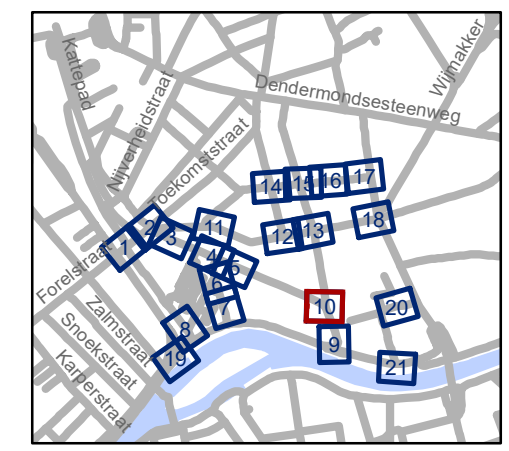 Kattepad
Wijmakker
Nijverheidstraat
Dendermondsesteenweg
Toekomststraat
14 15 16 17
11
18
2
1 3
12 13
4
5
6
Forelstraat
7
10
20
Zalmstraat
8
9
Snoekstraat
19
21
Karperstraat